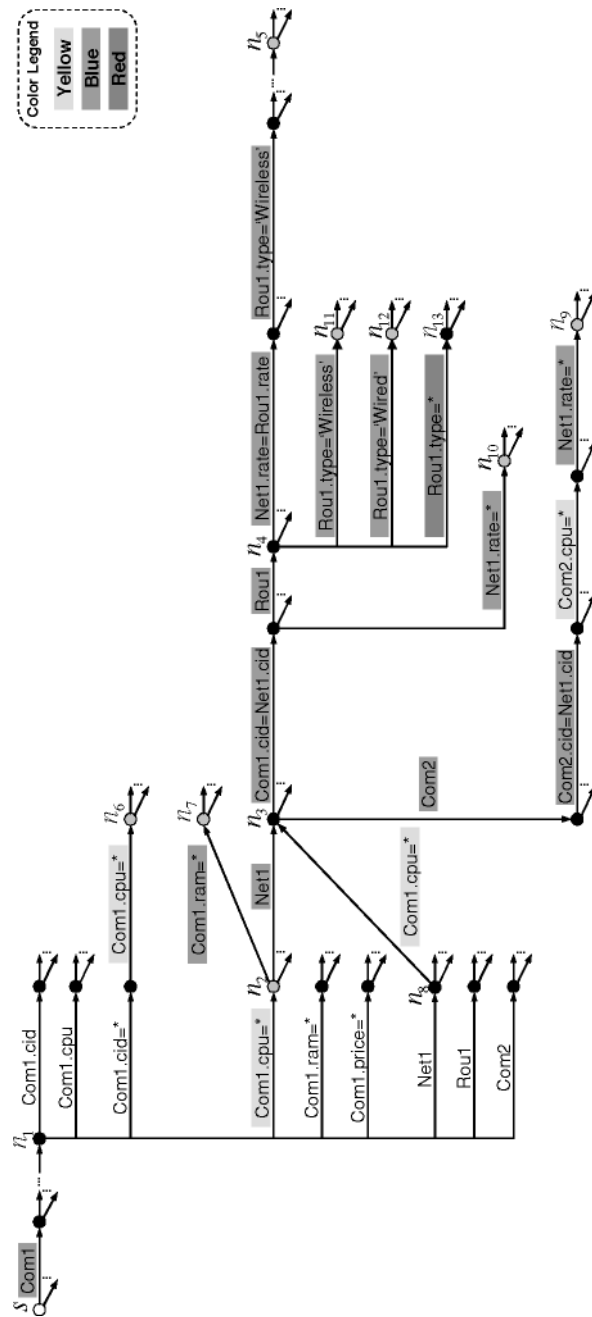 Color Legend
Yellow
Blue
Red
s
Com1
...
...
...
n1
Com1.cid
...
...
Com1.cpu
...
...
Com1.cid=*
...
...
Com1.cpu=*
n6
...
...
Com1.cpu=*
n2
...
...
Com1.ram=*
n7
...
...
Com1.ram=*
...
...
Com1.price=*
...
...
Net1
n8
...
...
Rou1
...
...
Com2
...
...
Com1.cpu=*
Net1
n3
...
Com1.cid=Net1.cid
...
Rou1
n4
...
Net1.rate=Rou1.rate
...
Rou1.type='Wireless'
...
...
n5
...
...
Rou1.type='Wireless'
n11
...
...
Rou1.type='Wired'
n12
...
...
Rou1.type=*
n13
...
...
Net1.rate=*
n10
...
...
Com2
...
Com2.cid=Net1.cid
...
Com2.cpu=*
...
Net1.rate=*
n9
...
...